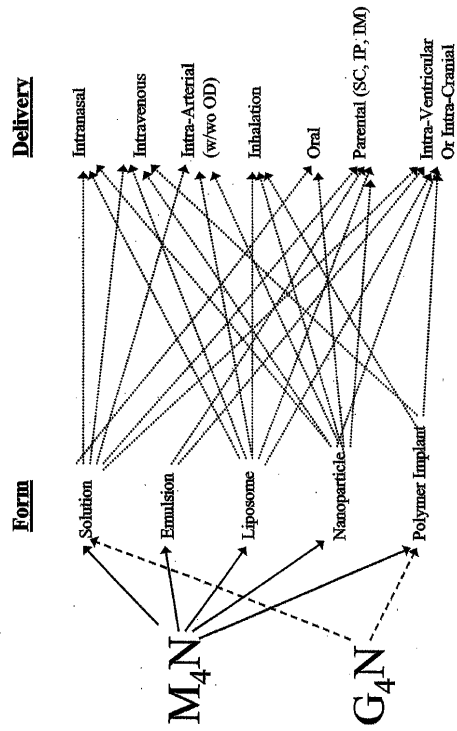 Form
Delivery
M4N
G4N
Solution
Emulsion
Liposome
Nanoparticle
Polymer Implant
Intranasal
Intravenous
Intra-Arterial
(w/wo OD)
Inhalation
Oral
Parental (SC, IP, IM)
Intra-Ventricular
Or Intra-Cranial